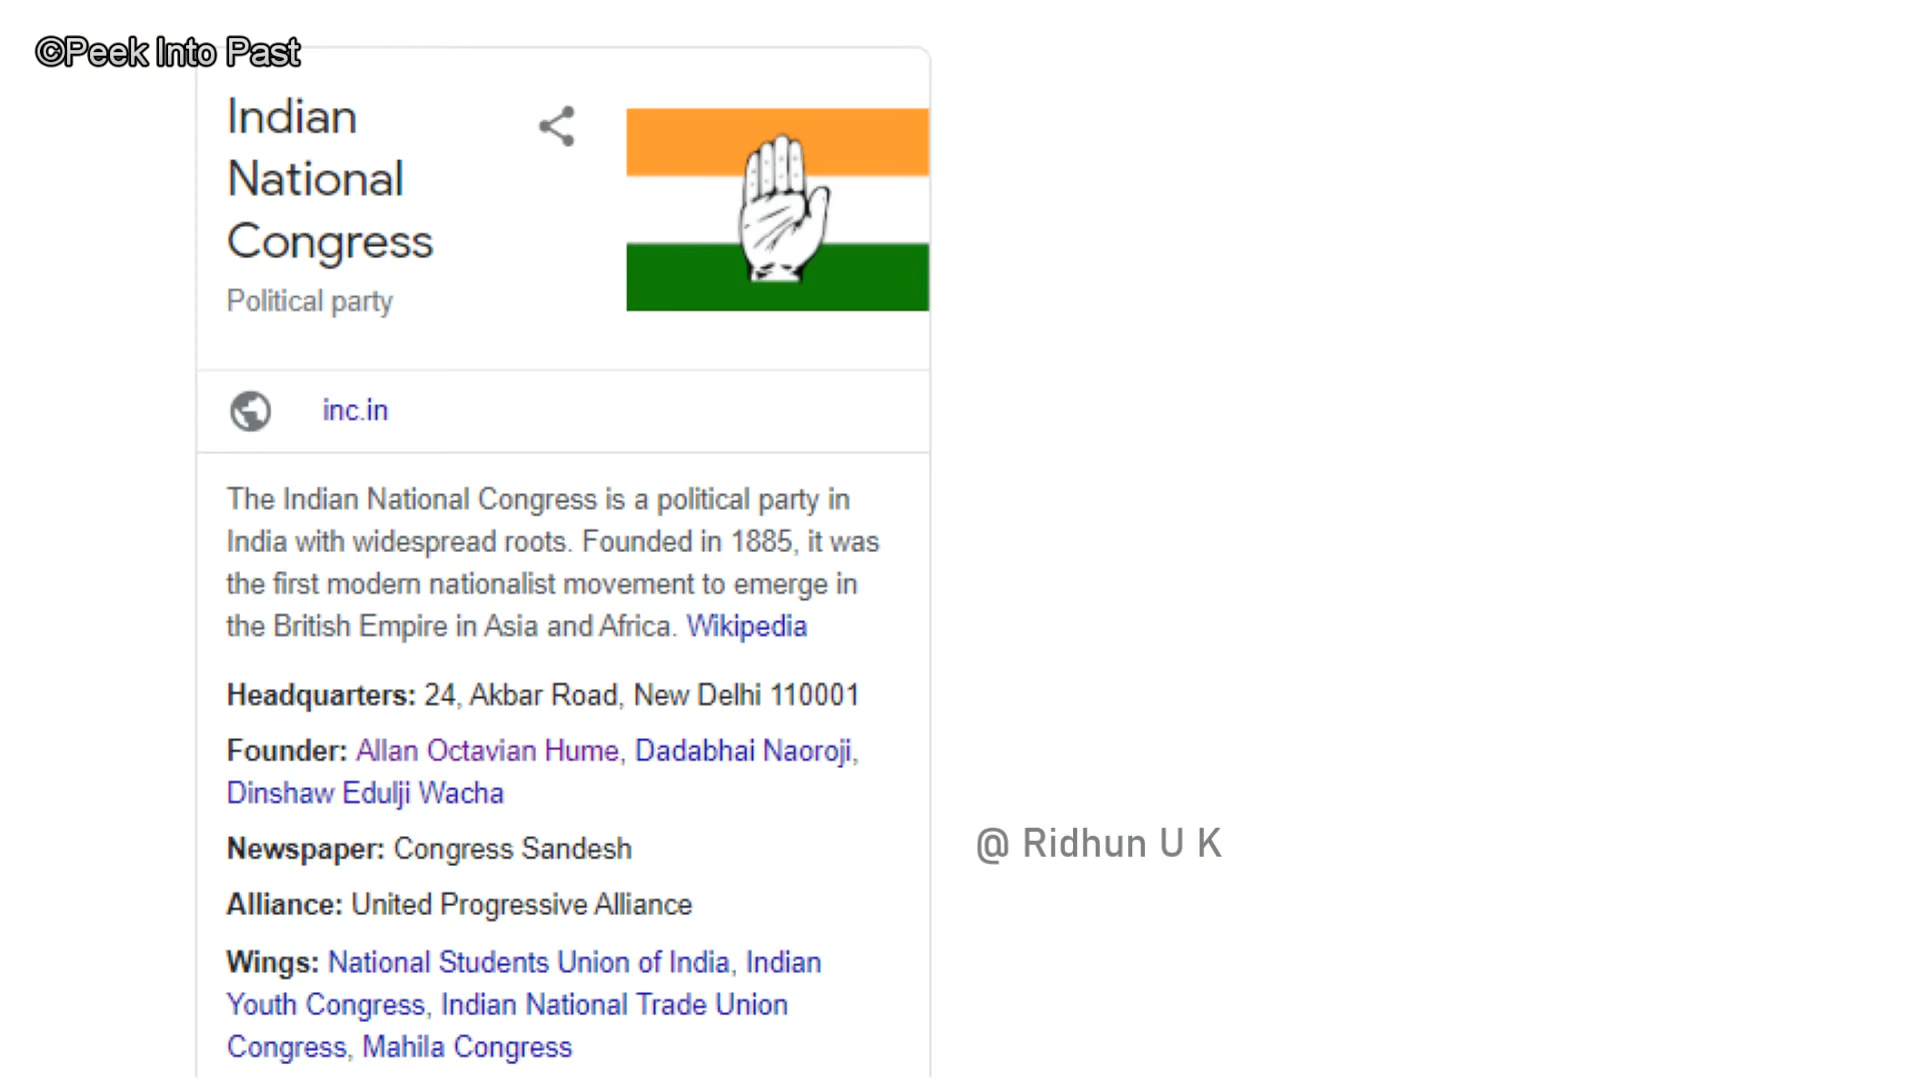 ©Peek Into Past
Indian
National
Congress
Political party
inc.in
The Indian National Congress is a political party in
India with widespread roots. Founded in 1885, it was
the first modern nationalist movement to emerge in
the British Empire in Asia and Africa. Wikipedia
Headquarters: 24, Akbar Road, New Delhi 110001
Founder: Allan Octavian Hume, Dadabhai Naoroji,
Dinshaw Edulji Wacha
Newspaper: Congress Sandesh
Alliance: United Progressive Alliance
Wings: National Students Union of India, Indian
Youth Congress, Indian National Trade Union
Congress, Mahila Congress
@ Ridhun U K